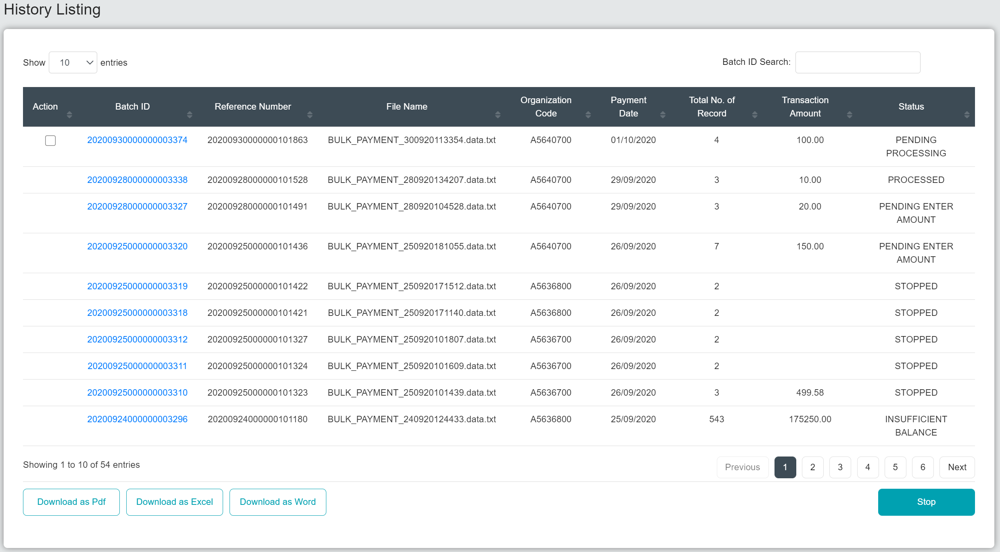 History Listing
Show 10 entries
Batch ID Search:
Action Batch ID Reference Number File Name Organization Code Payment Date Total No. of Record Transaction Amount Status
20200930000000003374 20200930000000101863 BULK_PAYMENT_300920113354.data.txt A5640700 01/10/2020 4 100.00 PENDING PROCESSING
20200928000000003338 20200928000000101528 BULK_PAYMENT_280920134207.data.txt A5640700 29/09/2020 3 10.00 PROCESSED
20200928000000003327 20200928000000101491 BULK_PAYMENT_280920104528.data.txt A5640700 29/09/2020 3 20.00 PENDING ENTER AMOUNT
20200925000000003320 20200925000000101436 BULK_PAYMENT_250920181055.data.txt A5640700 26/09/2020 7 150.00 PENDING ENTER AMOUNT
20200925000000003319 20200925000000101422 BULK_PAYMENT_250920171512.data.txt A5636800 26/09/2020 2 STOPPED
20200925000000003318 20200925000000101421 BULK_PAYMENT_250920171140.data.txt A5636800 26/09/2020 2 STOPPED
20200925000000003312 20200925000000101327 BULK_PAYMENT_250920101807.data.txt A5636700 26/09/2020 2 STOPPED
20200925000000003311 20200925000000101324 BULK_PAYMENT_250920101609.data.txt A5636700 26/09/2020 2 STOPPED
20200925000000003310 20200925000000101323 BULK_PAYMENT_250920101439.data.txt A5636700 26/09/2020 3 499.58 STOPPED
20200924000000003296 20200924000000101180 BULK_PAYMENT_240920124433.data.txt A5636800 25/09/2020 543 175250.00 INSUFFICIENT BALANCE
Showing 1 to 10 of 54 entries
Previous 1 2 3 4 5 6 Next
Download as Pdf Download as Excel Download as Word Stop